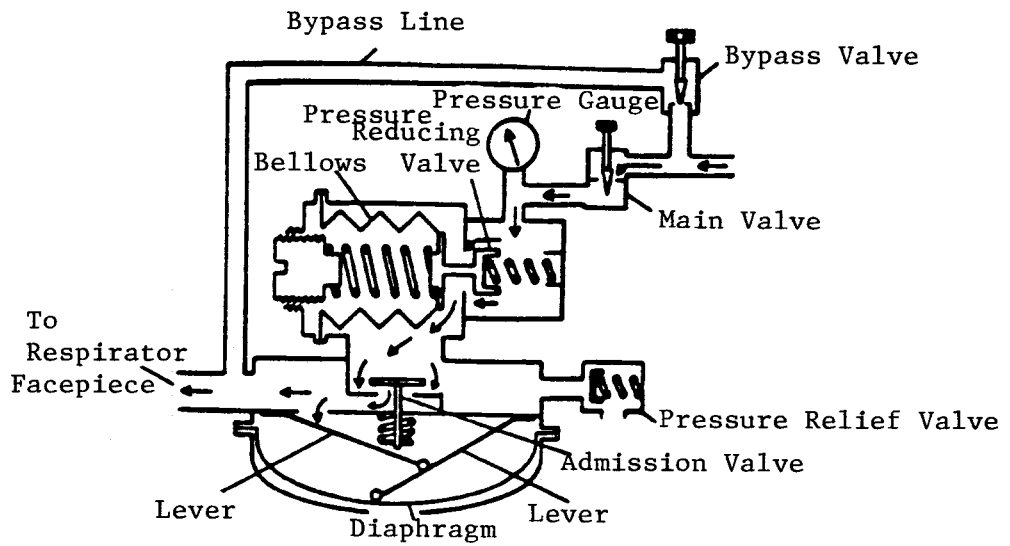 Bypass Line
Bypass Valve
Pressure Gauge
Pressure
Reducing
Valve
Bellows
Main Valve
To
Respirator
Facepiece
Pressure Relief Valve
Admission Valve
Lever
Lever
Diaphragm